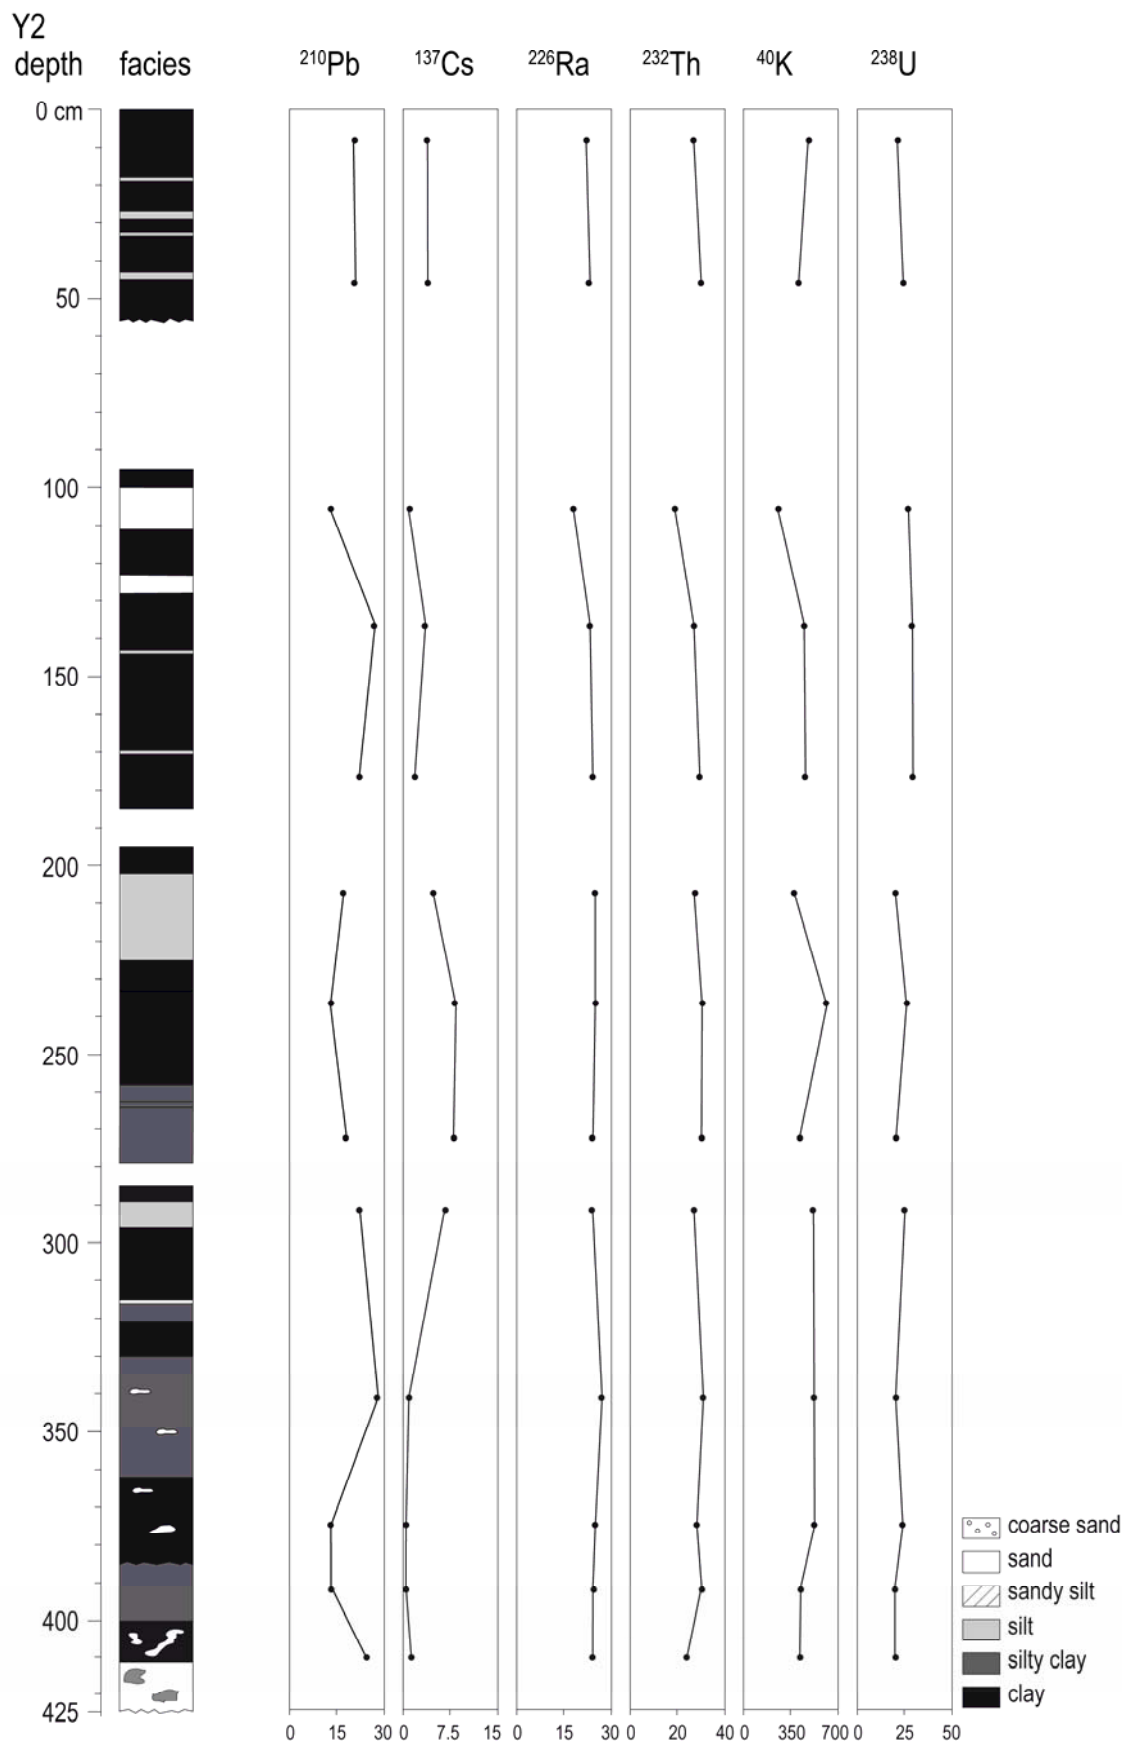 Y2
depth facies ²¹⁰Pb ¹³⁷Cs ²²⁶Ra ²³²Th ⁴⁰K ²³⁸U
0 cm
50
100
150
200
250
300
350
400
425
coarse sand
sand
sandy silt
silt
silty clay
clay
0 15 30 0 7.5 15 0 15 30 0 20 40 0 350 700 0 25 50